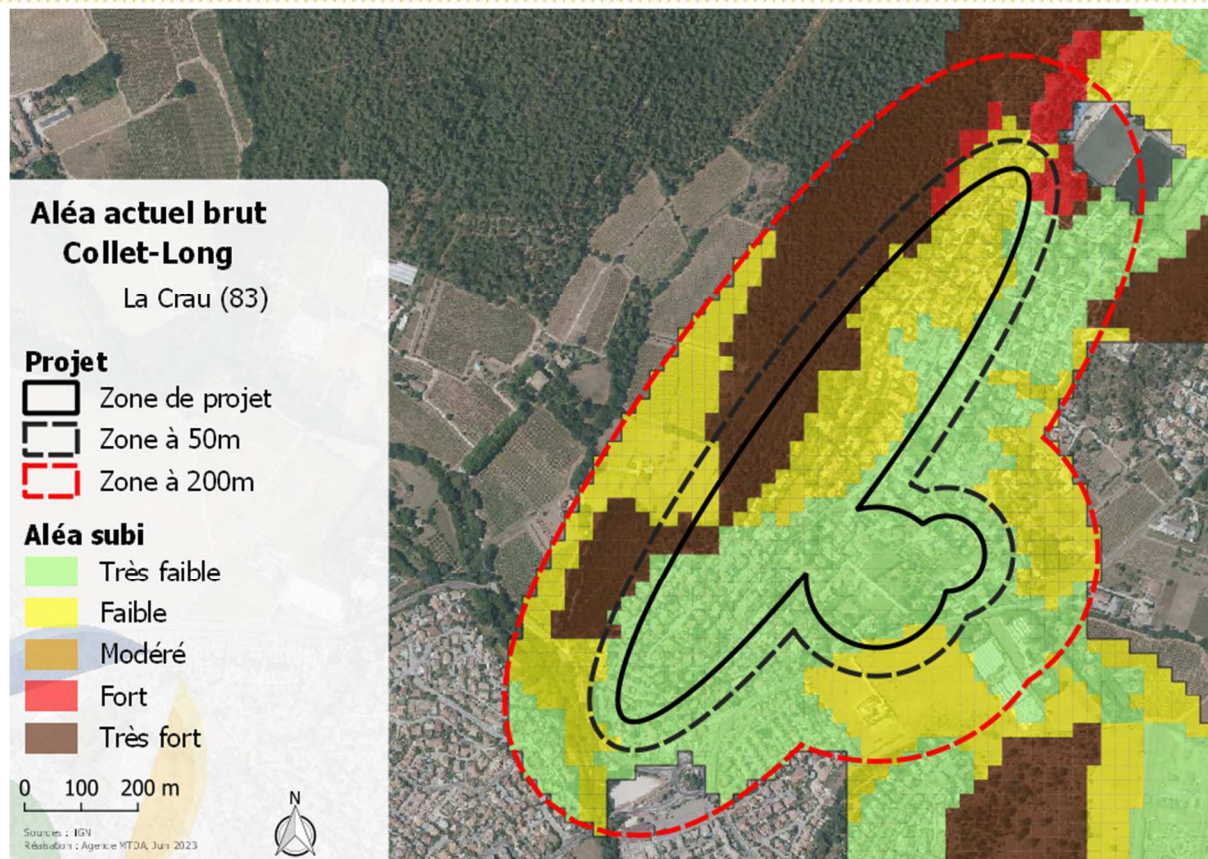 Aléa actuel brut
Collet-Long
La Crau (83)
Projet
Zone de projet
Zone à 50m
Zone à 200m
Aléa subi
Très faible
Faible
Modéré
Fort
Très fort
0 100 200 m
N
Sources : IGN
Réalisation : Agence MTDA, Juin 2023